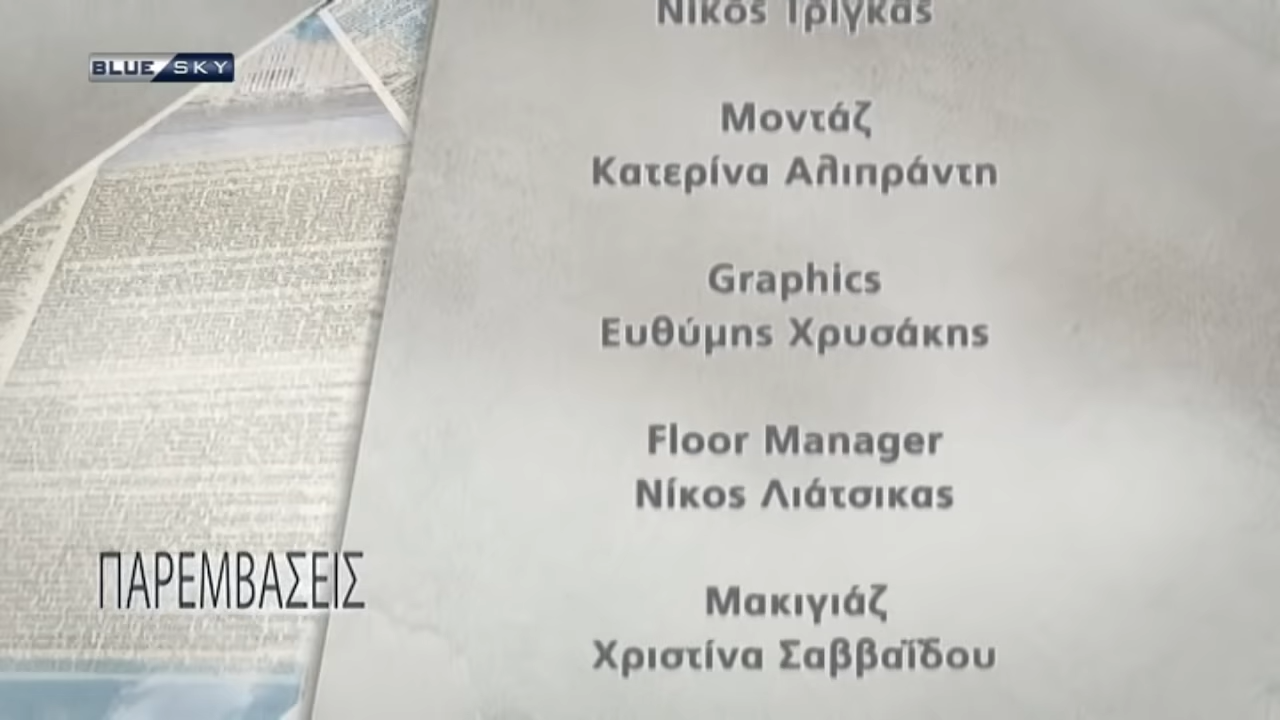 BLUE SKY
Νίκος Τρίγκας
Μοντάζ
Κατερίνα Αλιπράντη
Graphics
Ευθύμης Χρυσάκης
Floor Manager
Νίκος Λιάτσικας
ΠΑΡΕΜΒΑΣΕΙΣ
Μακιγιάζ
Χριστίνα Σαββαΐδου